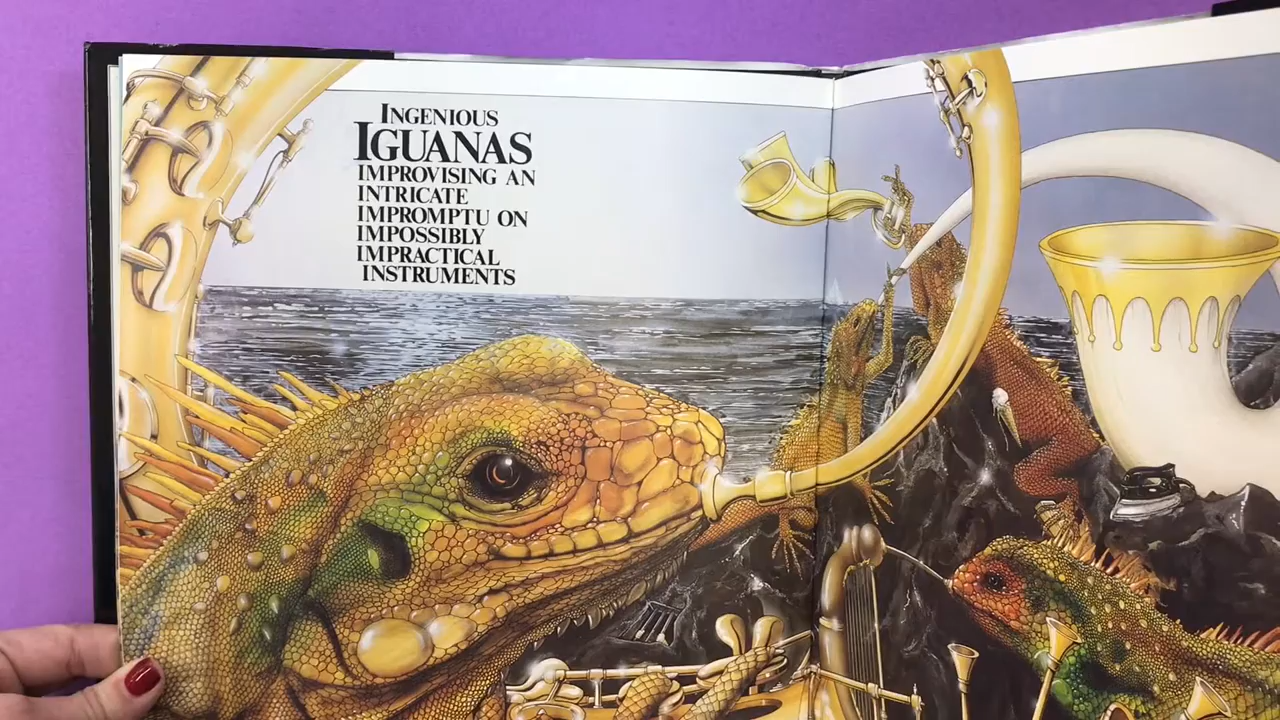 INGENIOUS
IGUANAS
IMPROVISING AN
INTRICATE
IMPROMPTU ON
IMPOSSIBLY
IMPRACTICAL
INSTRUMENTS